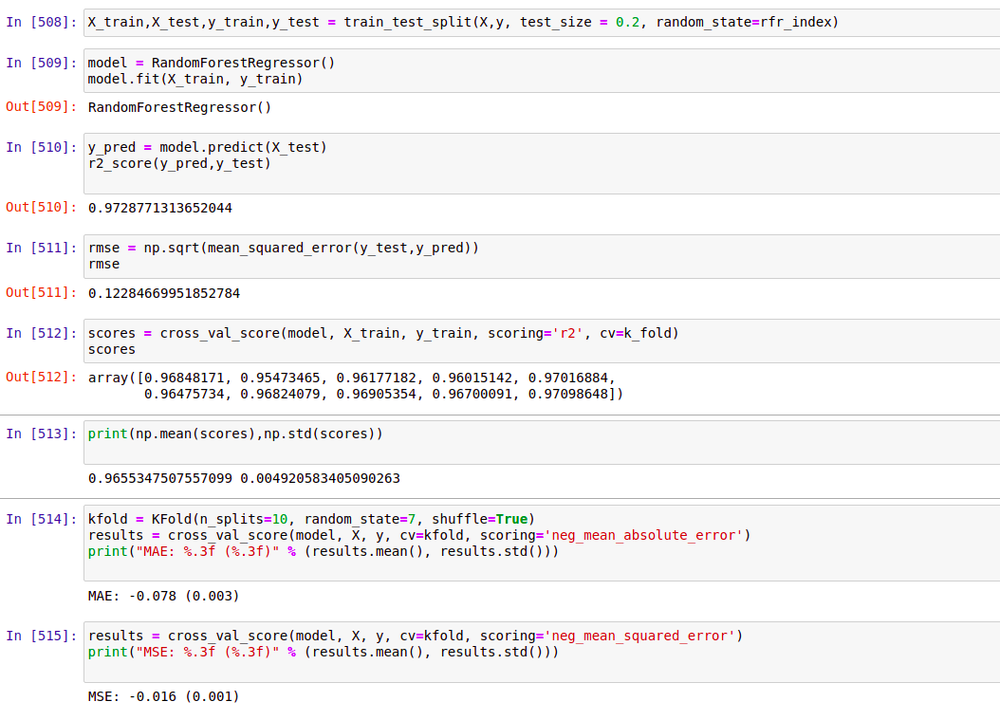 In [508]: X_train,X_test,y_train,y_test = train_test_split(X,y, test_size = 0.2, random_state=rfr_index)
In [509]: model = RandomForestRegressor()
model.fit(X_train, y_train)
Out[509]: RandomForestRegressor()
In [510]: y_pred = model.predict(X_test)
r2_score(y_pred,y_test)
Out[510]: 0.9728771313652044
In [511]: rmse = np.sqrt(mean_squared_error(y_test,y_pred))
rmse
Out[511]: 0.12284669951852784
In [512]: scores = cross_val_score(model, X_train, y_train, scoring='r2', cv=k_fold)
scores
Out[512]: array([0.96848171, 0.95473465, 0.96177182, 0.96015142, 0.97016884,
0.96475734, 0.96824079, 0.96905354, 0.96700091, 0.97098648])
In [513]: print(np.mean(scores),np.std(scores))
0.9655347507557099 0.004920583405090263
In [514]: kfold = KFold(n_splits=10, random_state=7, shuffle=True)
results = cross_val_score(model, X, y, cv=kfold, scoring='neg_mean_absolute_error')
print("MAE: %.3f (%.3f)" % (results.mean(), results.std()))
MAE: -0.078 (0.003)
In [515]: results = cross_val_score(model, X, y, cv=kfold, scoring='neg_mean_squared_error')
print("MSE: %.3f (%.3f)" % (results.mean(), results.std()))
MSE: -0.016 (0.001)